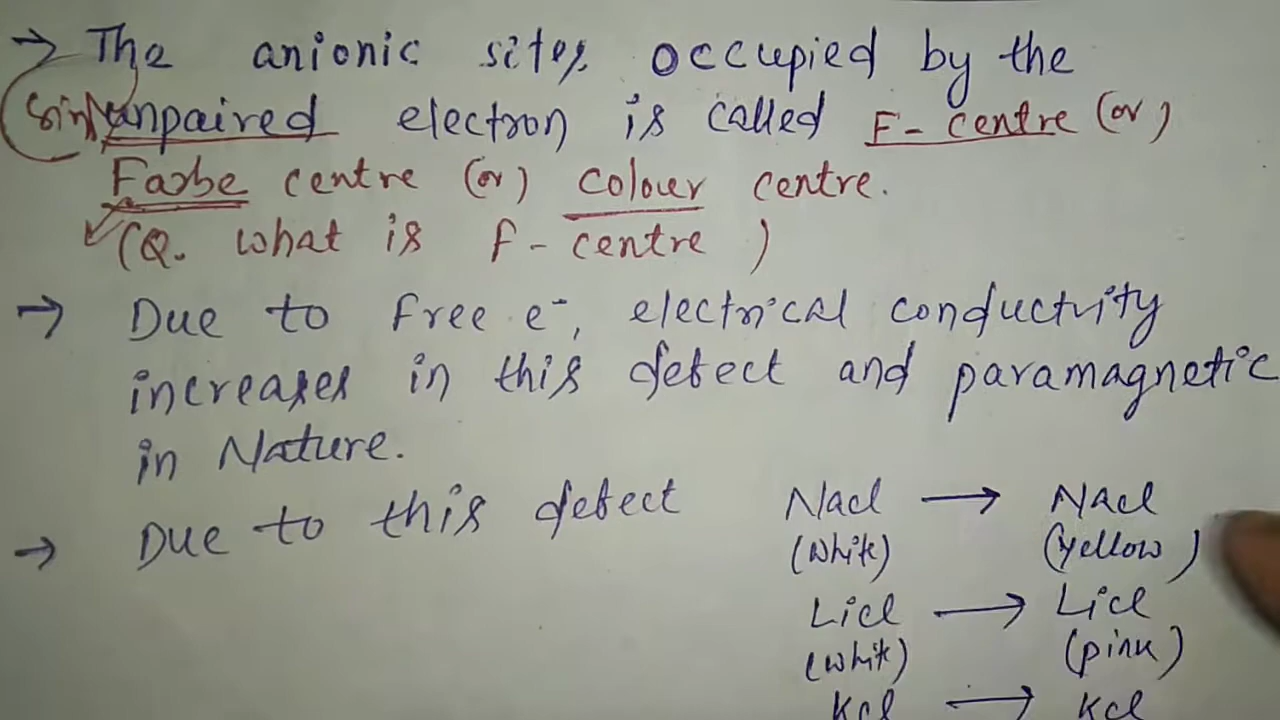 → The anionic sites occupied by the
unpaired electron is called F-centre (or)
Farbe centre (or) colour centre.
(Q. what is F-centre)
→ Due to free e⁻, electrical conductivity
increases in this defect and paramagnetic
in Nature.
→ Due to this defect NaCl → NaCl
(white) (yellow)
LiCl → LiCl
(white) (pink)
KCl → KCl